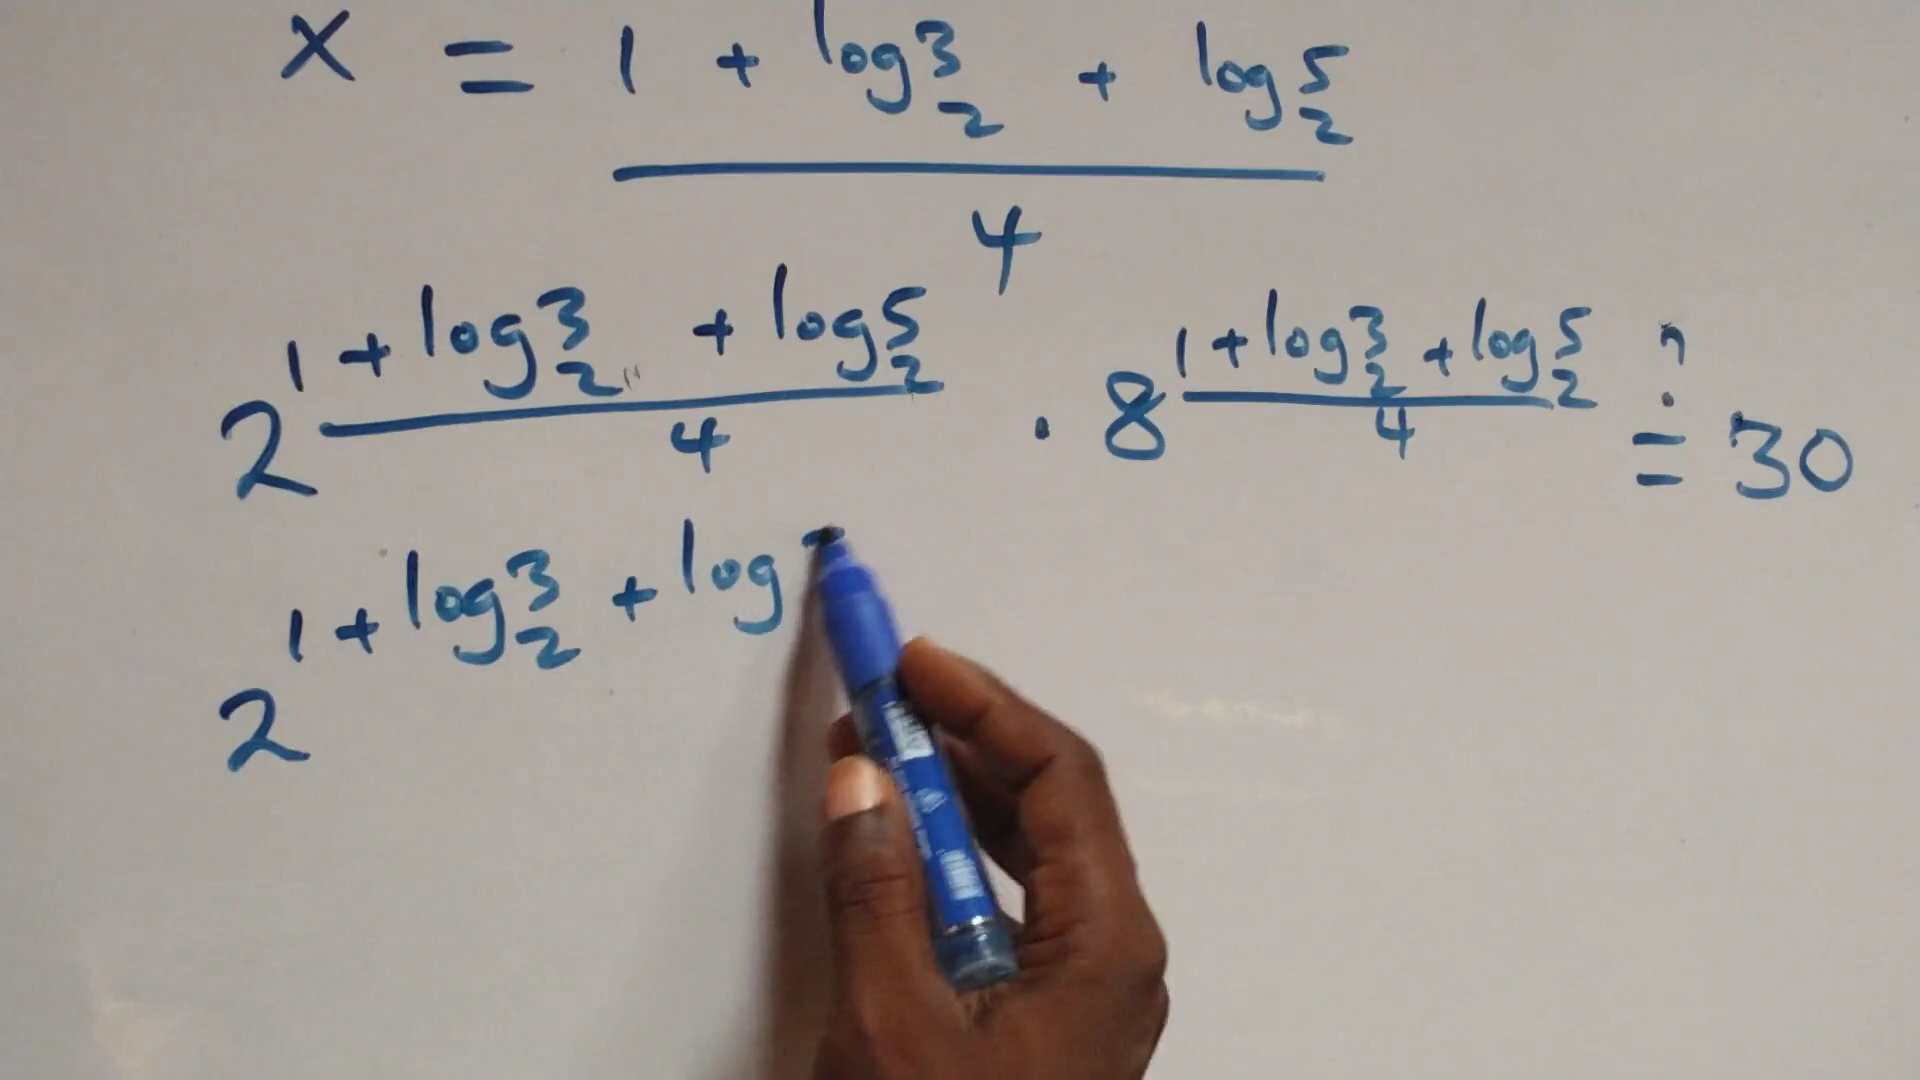 x = 1 + log₂3 + log₂5
4
2^((1 + log₂3 + log₂5)/4) · 8^((1 + log₂3 + log₂5)/4) ≟ 30
2^(1 + log₂3 + log